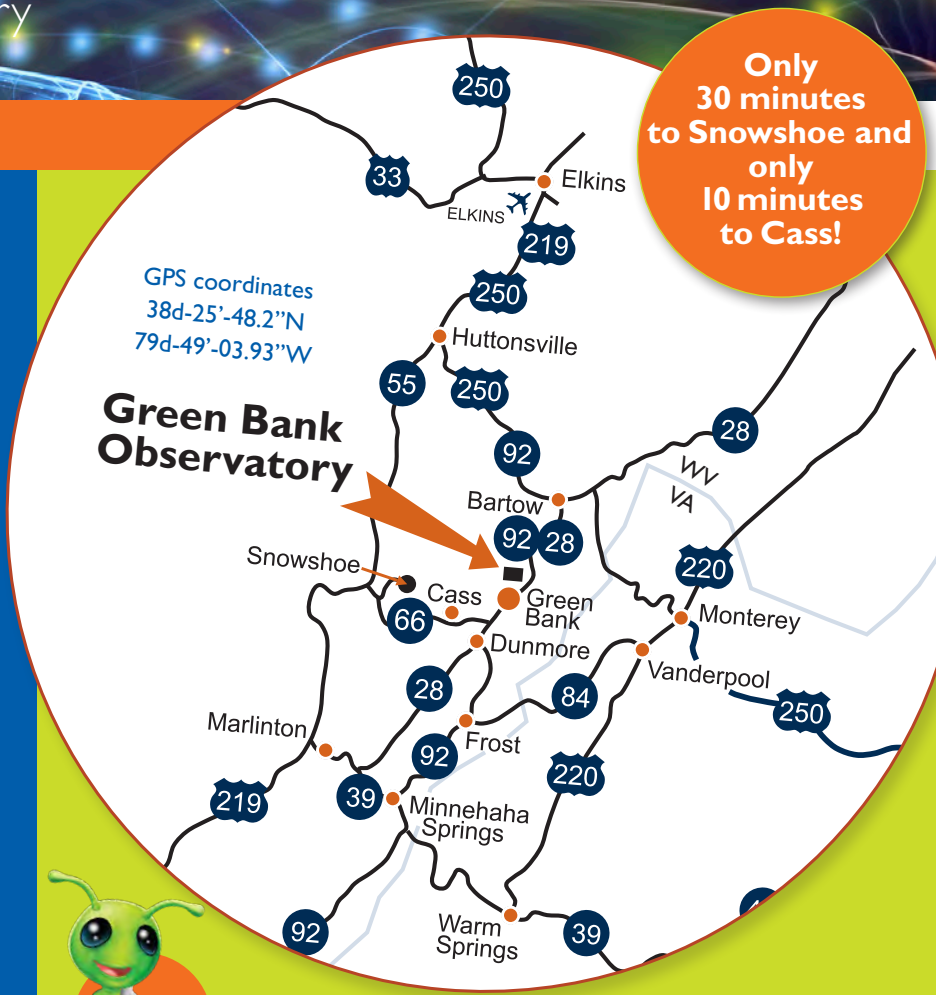 ry
Only
30 minutes
to Snowshoe and
only
10 minutes
to Cass!
250
33
Elkins
ELKINS
219
GPS coordinates
38d-25'-48.2”N
79d-49'-03.93”W
250
Huttonsville
55
250
Green Bank
Observatory
92
28
WV
VA
Bartow
92
28
Snowshoe
220
Cass
Green
Bank
66
Monterey
Dunmore
Vanderpool
28
84
250
Marlinton
Frost
92
220
219
39
Minnehaha
Springs
92
Warm
Springs
39